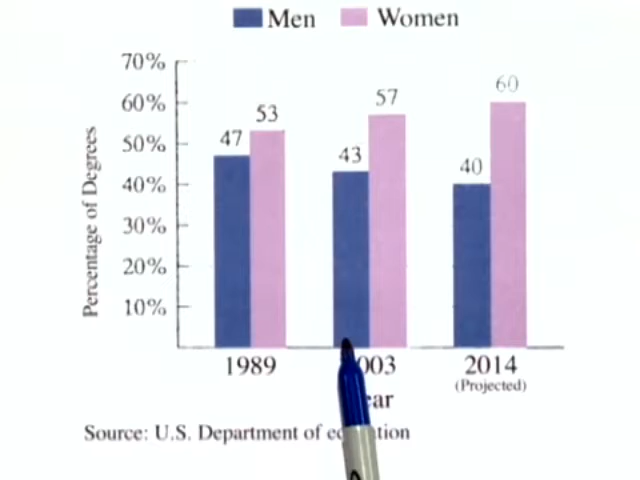 Men Women
70%
60%
50%
40%
30%
20%
10%
Percentage of Degrees
47 53
43 57
40 60
1989 2014
(Projected)
Source: U.S. Department of